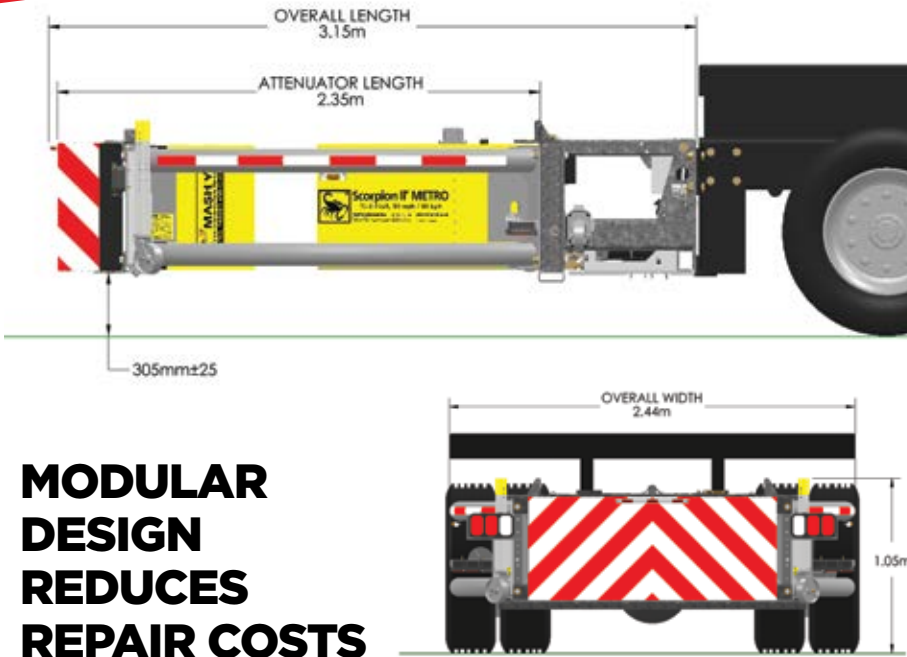 OVERALL LENGTH
3.15m
ATTENUATOR LENGTH
2.35m
MASH
Scorpion II METRO
305mm±25
OVERALL WIDTH
2.44m
1.05m
MODULAR
DESIGN
REDUCES
REPAIR COSTS